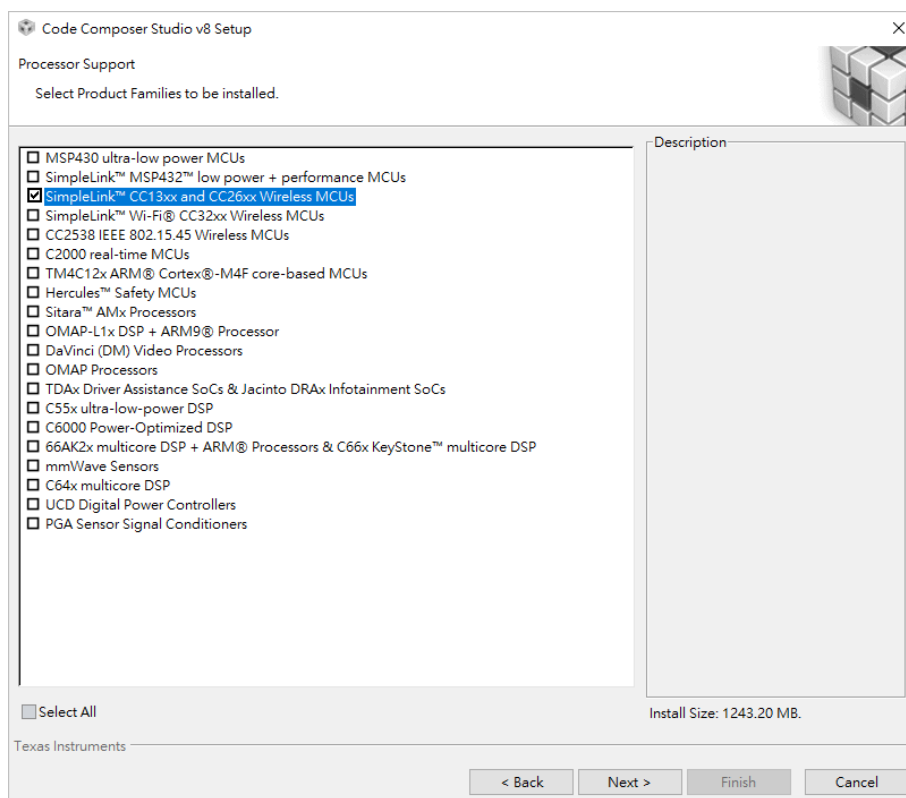 Code Composer Studio v8 Setup
Processor Support
Select Product Families to be installed.
MSP430 ultra-low power MCUs
SimpleLink™ MSP432™ low power + performance MCUs
SimpleLink™ CC13xx and CC26xx Wireless MCUs
SimpleLink™ Wi-Fi® CC32xx Wireless MCUs
CC2538 IEEE 802.15.45 Wireless MCUs
C2000 real-time MCUs
TM4C12x ARM® Cortex®-M4F core-based MCUs
Hercules™ Safety MCUs
Sitara™ AMx Processors
OMAP-L1x DSP + ARM9® Processor
DaVinci (DM) Video Processors
OMAP Processors
TDAx Driver Assistance SoCs & Jacinto DRAx Infotainment SoCs
C55x ultra-low-power DSP
C6000 Power-Optimized DSP
66AK2x multicore DSP + ARM® Processors & C66x KeyStone™ multicore DSP
mmWave Sensors
C64x multicore DSP
UCD Digital Power Controllers
PGA Sensor Signal Conditioners
Description
Select All
Install Size: 1243.20 MB.
Texas Instruments
< Back
Next >
Finish
Cancel